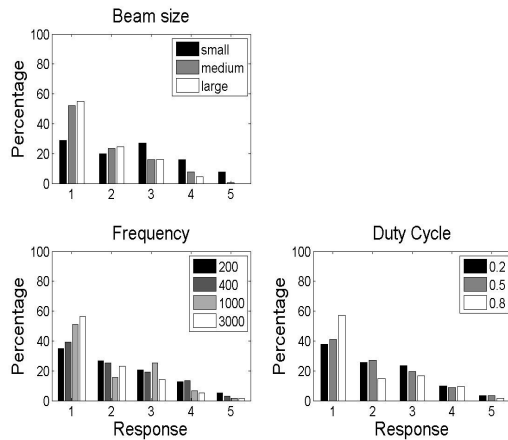 Beam size
Percentage
100
80
60
40
20
0
small
medium
large
1 2 3 4 5
Frequency
Percentage
100
80
60
40
20
0
200
400
1000
3000
1 2 3 4 5
Response
Duty Cycle
Percentage
100
80
60
40
20
0
0.2
0.5
0.8
1 2 3 4 5
Response